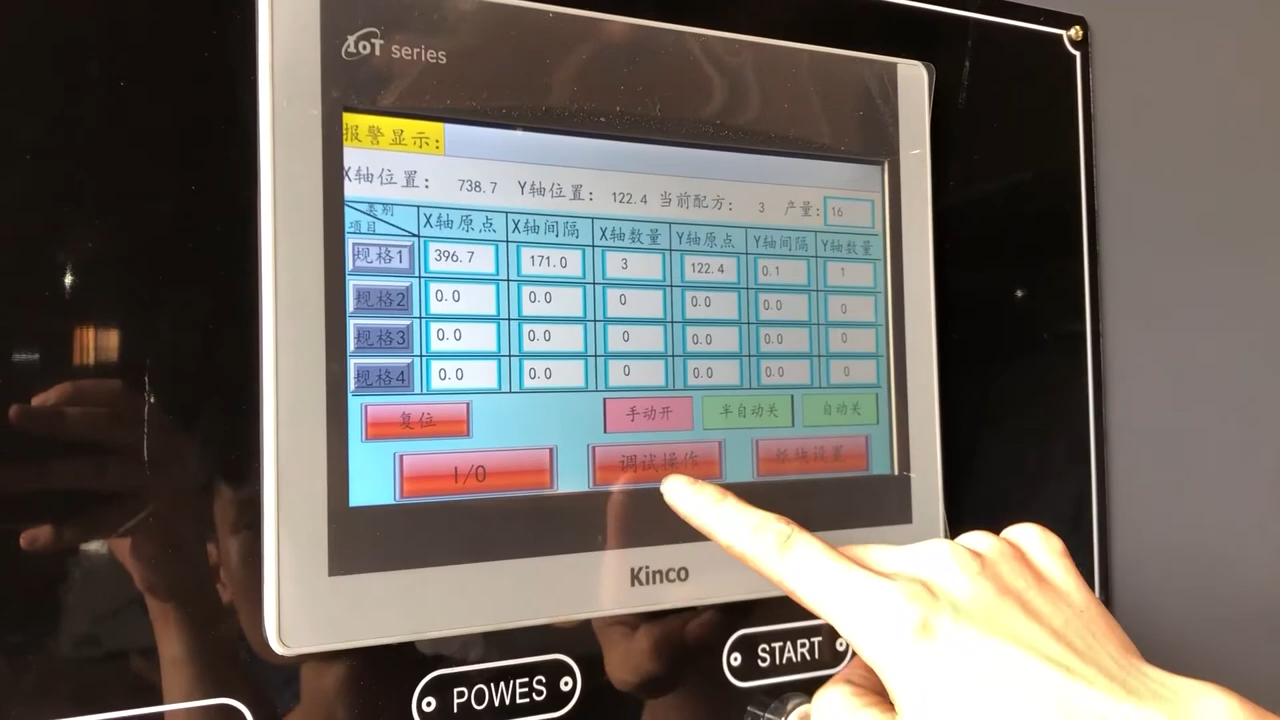 IoT series
报警显示:
X轴位置: 738.7 Y轴位置: 122.4 当前配方: 3 产量: 16
类别
项目 X轴原点 X轴间隔 X轴数量 Y轴原点 Y轴间隔 Y轴数量
规格1 396.7 171.0 3 122.4 0.1 1
规格2 0.0 0.0 0 0.0 0.0 0
规格3 0.0 0.0 0 0.0 0.0 0
规格4 0.0 0.0 0 0.0 0.0 0
复位 手动开 半自动关 自动关
I/O 调试操作 设置
Kinco
POWES START